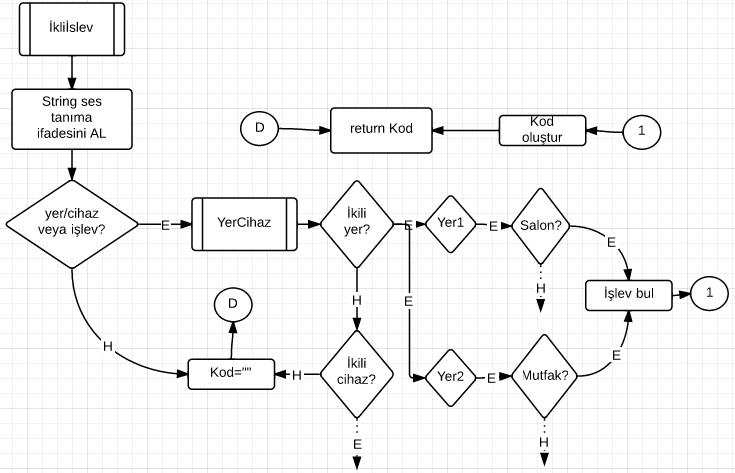 İkliİslev
String ses
tanıma
ifadesini AL
D
return Kod
Kod
oluştur
1
yer/cihaz
veya işlev?
E
YerCihaz
İkili
yer?
E
Yer1
E
Salon?
E
H
H
E
D
İşlev bul
1
H
Kod=""
H
İkili
cihaz?
Yer2
E
Mutfak?
E
E
H